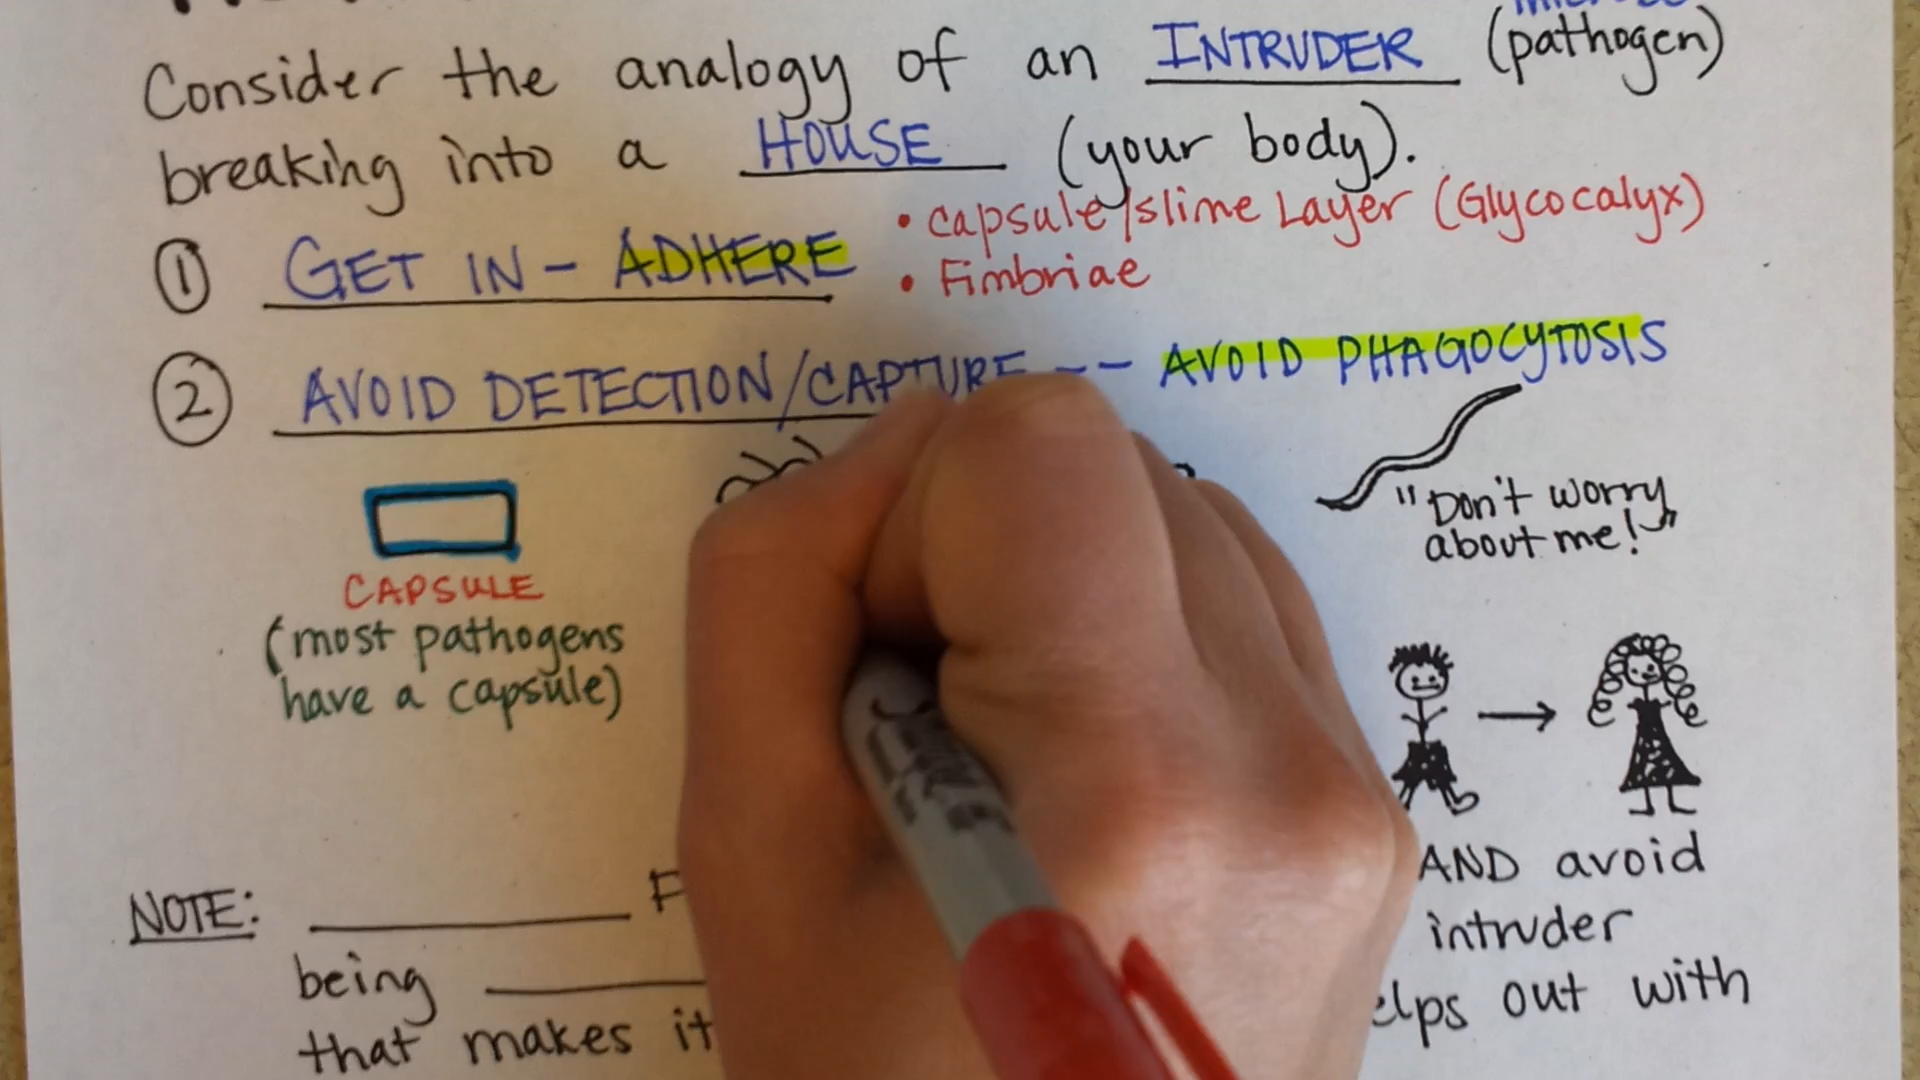 Consider the analogy of an INTRUDER (pathogen)
breaking into a HOUSE (your body).
• capsule/slime Layer (Glycocalyx)
① GET IN - ADHERE
• Fimbriae
② AVOID DETECTION/CAPTURE -- AVOID PHAGOCYTOSIS
"Don't worry
about me!"
CAPSULE
(most pathogens
have a capsule)
AND avoid
NOTE:
intruder
being
out with
that makes it